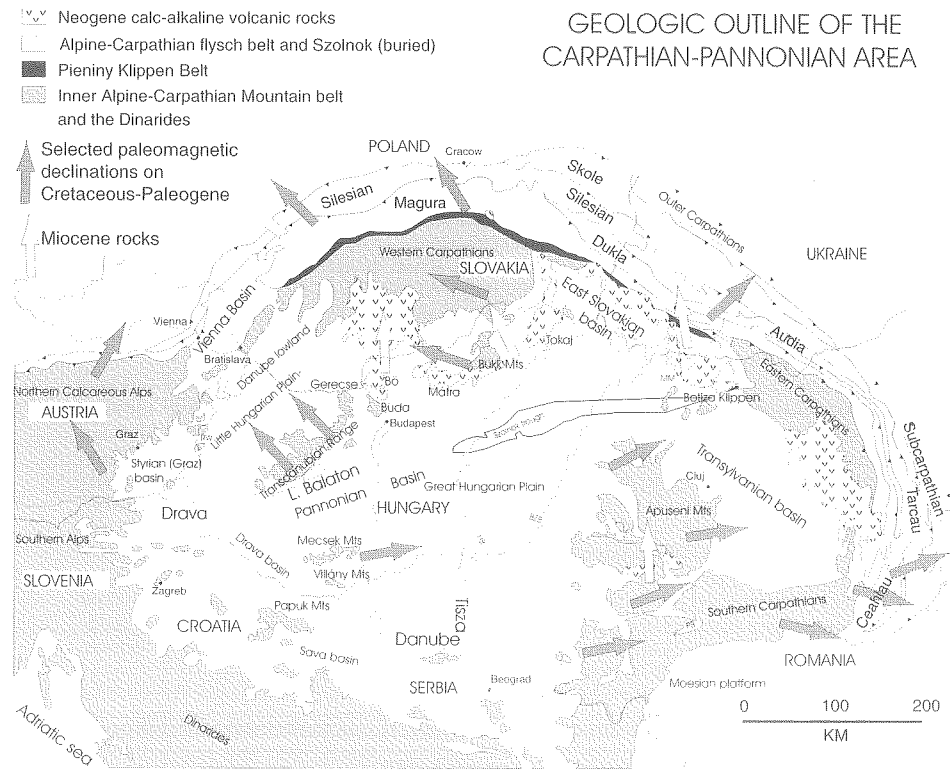 Neogene calc-alkaline volcanic rocks
Alpine-Carpathian flysch belt and Szolnok (buried)
Pieniny Klippen Belt
Inner Alpine-Carpathian Mountain belt
and the Dinarides
Selected paleomagnetic
declinations on
Cretaceous-Paleogene
Miocene rocks
GEOLOGIC OUTLINE OF THE
CARPATHIAN-PANNONIAN AREA
POLAND
Cracow
Skole
Silesian
Silesian
Magura
Outer Carpathians
Dukla
UKRAINE
Western Carpathians
SLOVAKIA
East Slovakian
basin
Vienna
Vienna Basin
Bratislava
Danube lowland
Tokaj
Audia
Northern Calcareous Alps
AUSTRIA
Gerecse
Bö
Bükk Mts
Matra
Eastern Carpathians
Buda
Budapest
Botiza Klippen
Little Hungarian Plain
Graz
Styrian (Graz)
basin
Transdanubian Range
L. Balaton
Pannonian Basin
Great Hungarian Plain
HUNGARY
Transylvanian basin
Cluj
Apuseni Mts
Subcarpathian
Tarcau
Drava
Southern Alps
Drava basin
Mecsek Mts
Villány Mts
SLOVENIA
Zagreb
Papuk Mts
CROATIA
Tisza
Danube
Southern Carpathians
Ceahlau
Sava basin
ROMANIA
SERBIA
Beograd
Moesian platform
Adriatic sea
Dinarides
0 100 200
KM